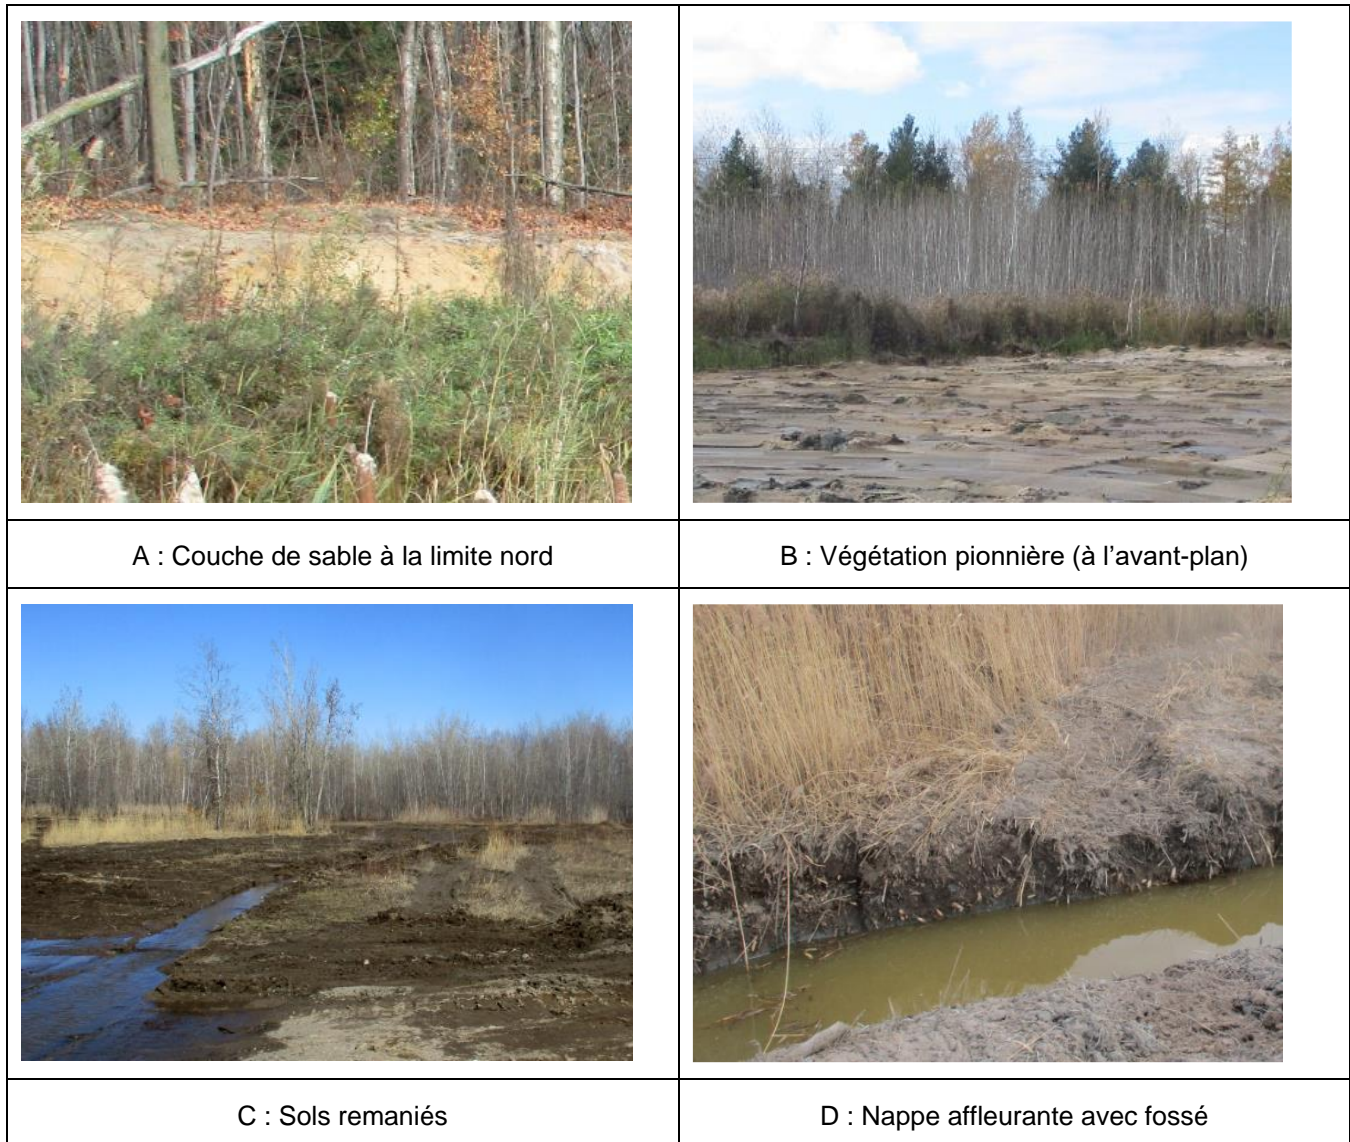 A : Couche de sable à la limite nord
B : Végétation pionnière (à l’avant-plan)
C : Sols remaniés
D : Nappe affleurante avec fossé